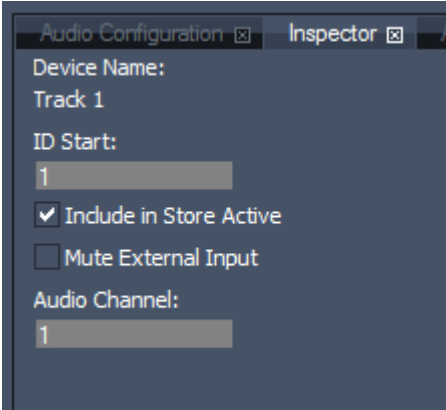 Audio Configuration Inspector
Device Name:
Track 1
ID Start:
1
Include in Store Active
Mute External Input
Audio Channel:
1